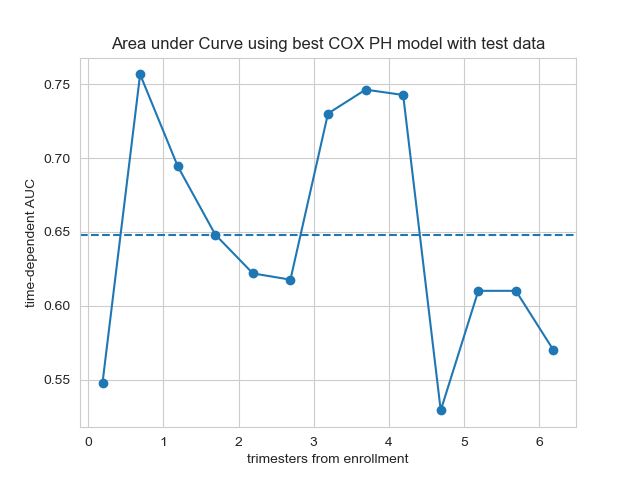 Area under Curve using best COX PH model with test data
time-dependent AUC
0.75
0.70
0.65
0.60
0.55
0 1 2 3 4 5 6
trimesters from enrollment